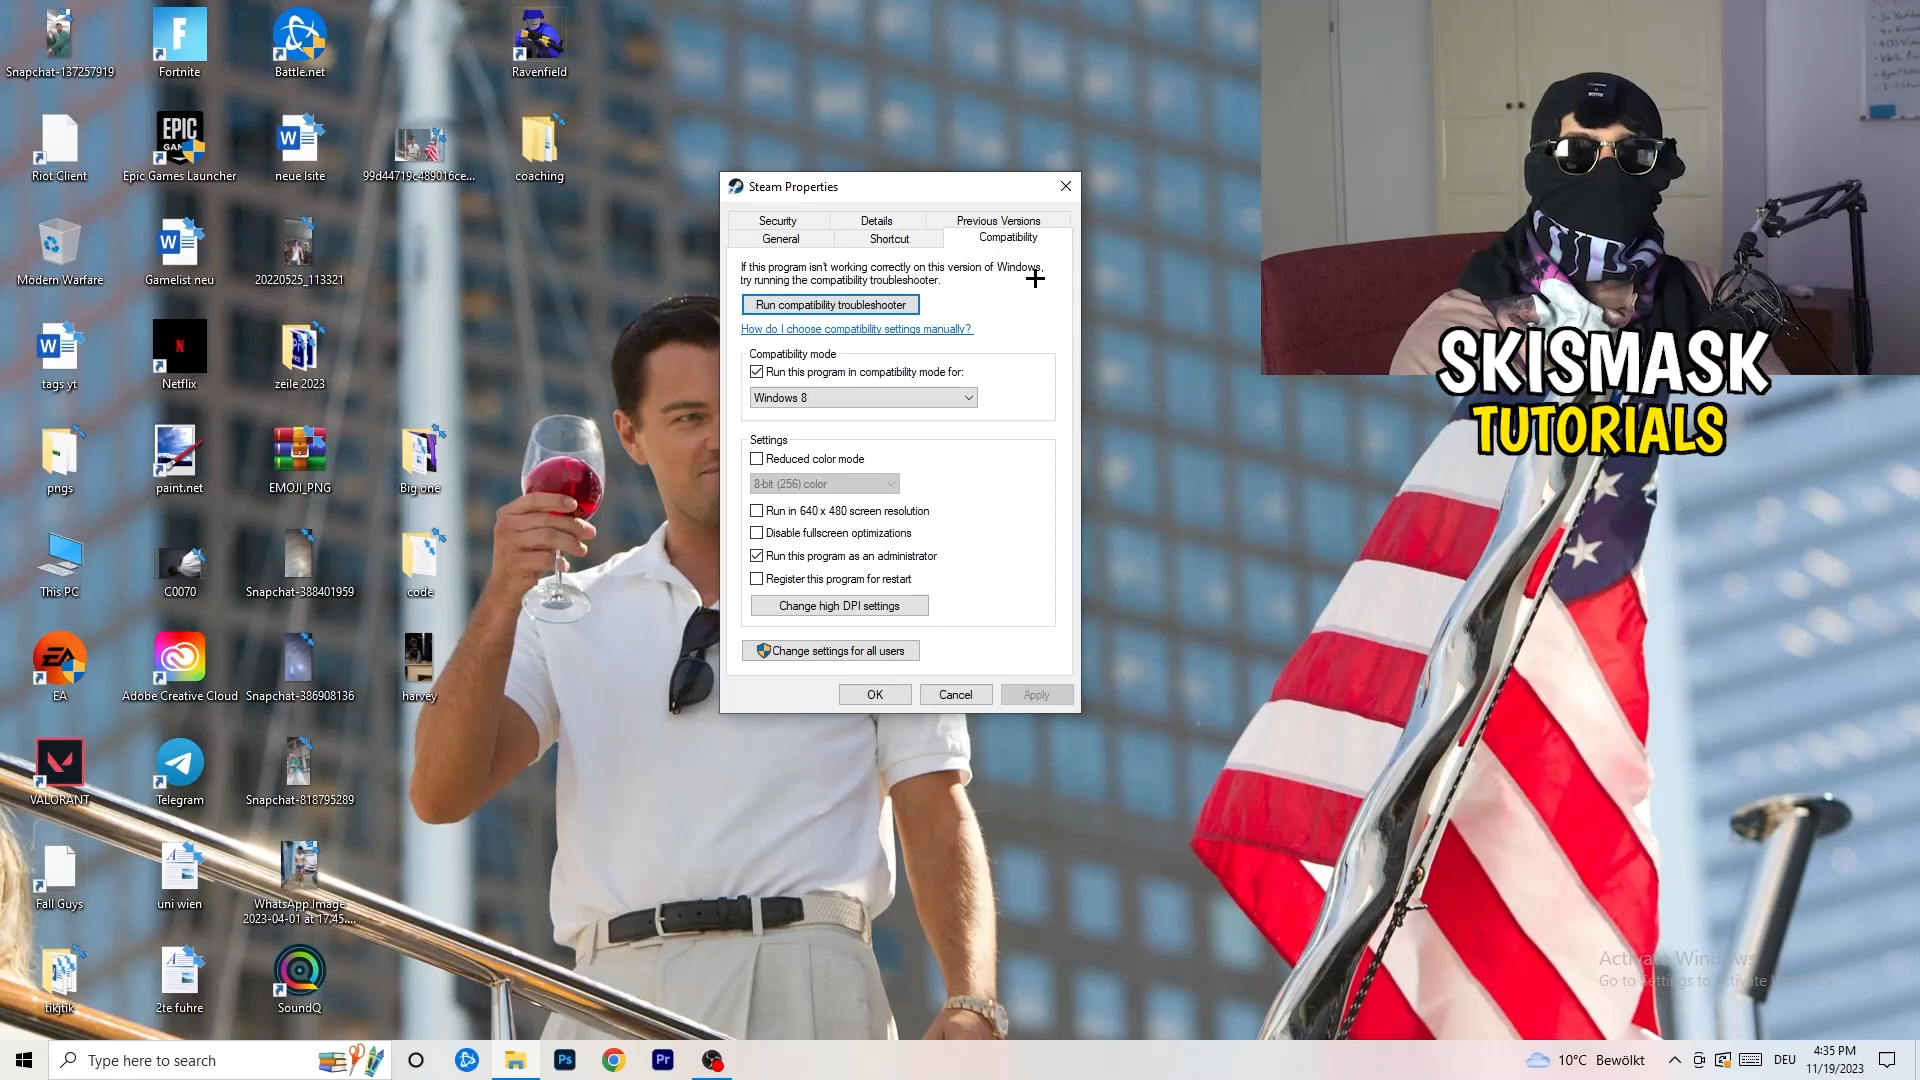 Snapchat-137257919
Fortnite
Battle.net
Ravenfield
Riot Client
EPIC
Epic Games Launcher
neue lsite
99d44719c489016ce...
coaching
Modern Warfare
Gamelist neu
20220525_113321
tags yt
Netflix
zeile 2023
pngs
paint.net
EMOJI_PNG
Big one
This PC
C0070
Snapchat-388401959
code
EA
Adobe Creative Cloud
Snapchat-386908136
harvey
VALORANT
Telegram
Snapchat-818795289
Fall Guys
uni wien
WhatsApp Image
2023-04-01 at 17.45....
tikjtik
2te fuhre
SoundQ
Steam Properties
Security
Details
Previous Versions
General
Shortcut
Compatibility
If this program isn't working correctly on this version of Windows,
try running the compatibility troubleshooter.
Run compatibility troubleshooter
How do I choose compatibility settings manually?
Compatibility mode
Run this program in compatibility mode for:
Windows 8
Settings
Reduced color mode
8-bit (256) color
Run in 640 x 480 screen resolution
Disable fullscreen optimizations
Run this program as an administrator
Register this program for restart
Change high DPI settings
Change settings for all users
OK
Cancel
Apply
SKISMASK
TUTORIALS
Activate Windows
Go to Settings to activate
Type here to search
Ps
Pr
10°C Bewölkt
DEU
4:35 PM
11/19/2023